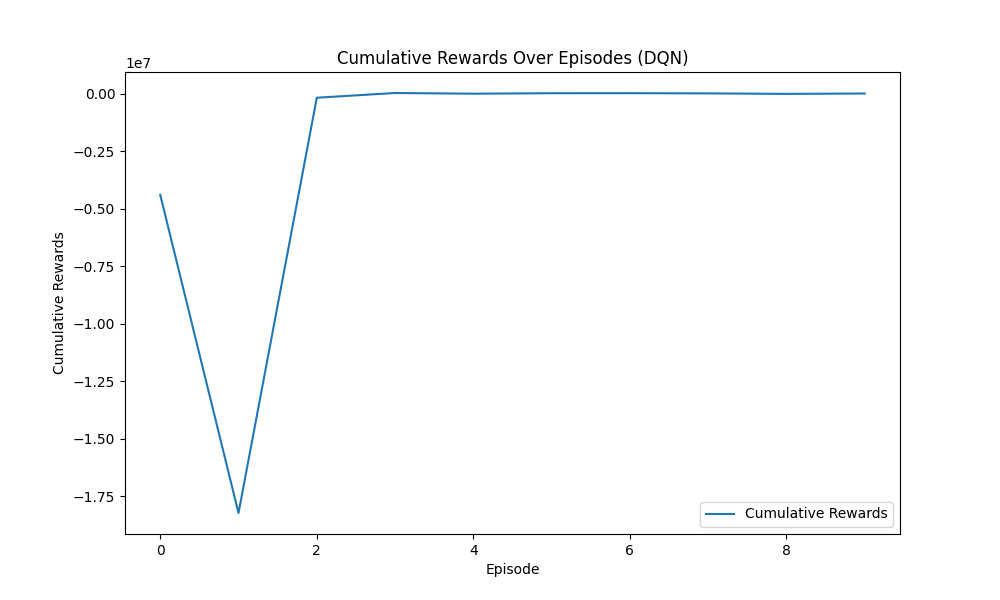 Cumulative Rewards Over Episodes (DQN)
1e7
0.00
−0.25
−0.50
−0.75
−1.00
−1.25
−1.50
−1.75
Cumulative Rewards
Cumulative Rewards
0 2 4 6 8
Episode